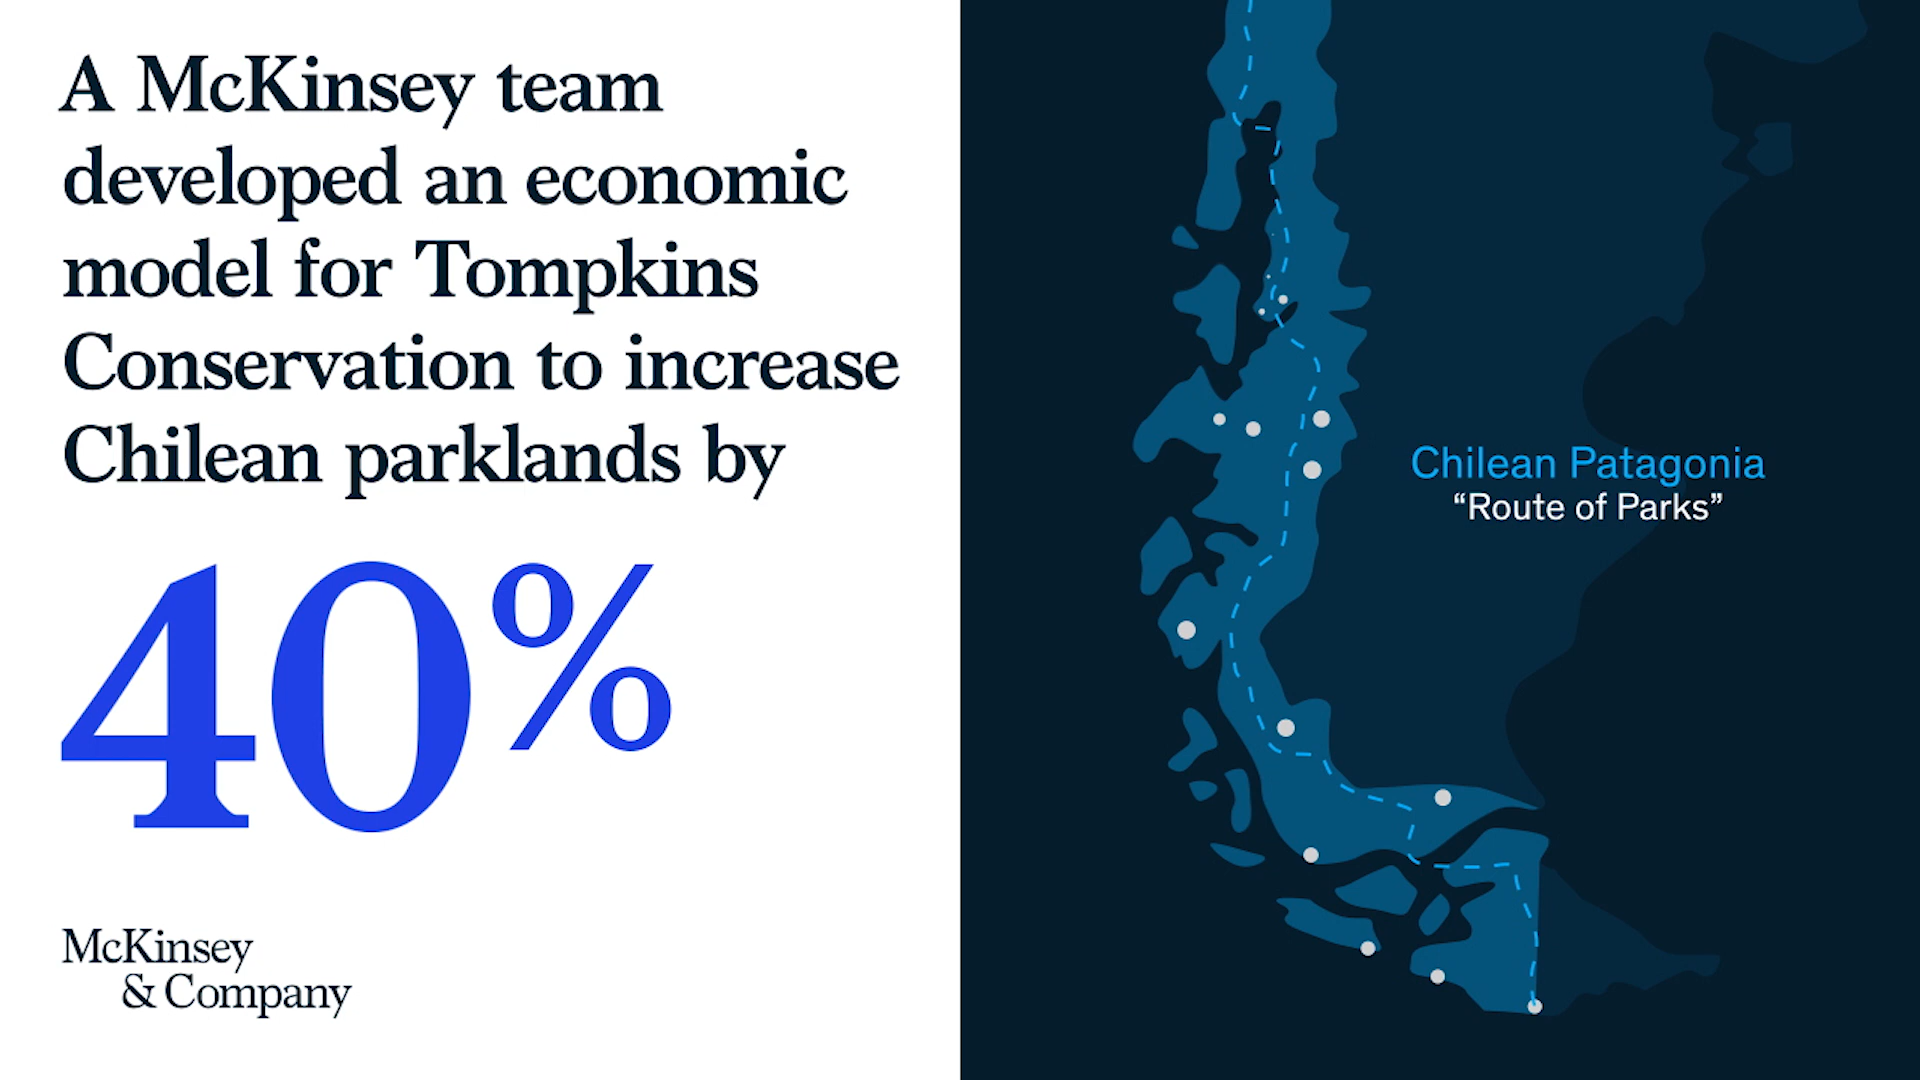 A McKinsey team
developed an economic
model for Tompkins
Conservation to increase
Chilean parklands by
40%
McKinsey
& Company
Chilean Patagonia
“Route of Parks”